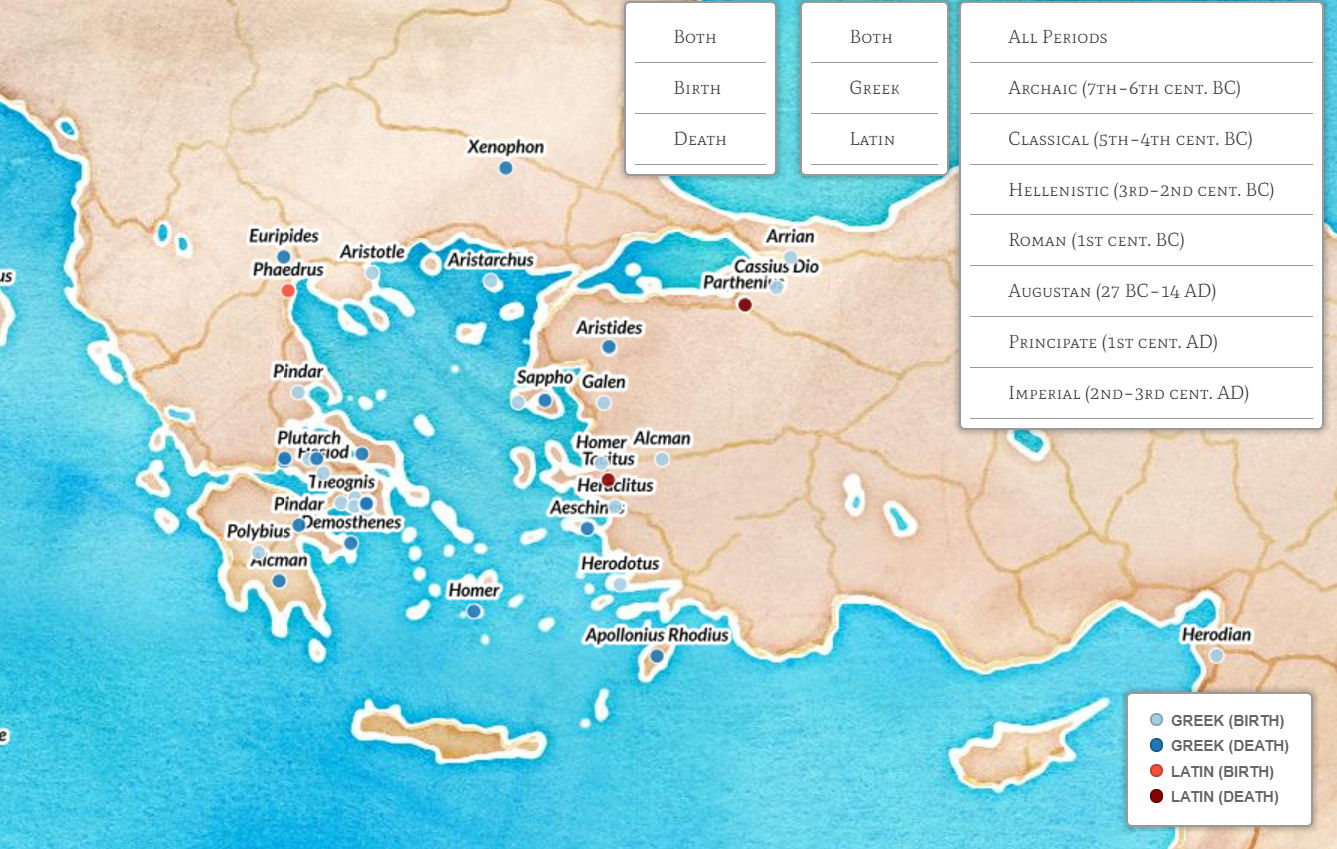 Both
Birth
Death
Both
Greek
Latin
All Periods
Archaic (7th–6th cent. BC)
Classical (5th–4th cent. BC)
Hellenistic (3rd–2nd cent. BC)
Roman (1st cent. BC)
Augustan (27 BC–14 AD)
Principate (1st cent. AD)
Imperial (2nd–3rd cent. AD)
Xenophon
Euripides
Arrian
Aristotle
Aristarchus
Cassius Dio
Phaedrus
Parthenius
Aristides
Pindar
Sappho
Galen
Plutarch
Hesiod
Homer
Alcman
Tacitus
Theognis
Heraclitus
Pindar
Aeschines
Polybius
Demosthenes
Alcman
Herodotus
Homer
Apollonius Rhodius
Herodian
GREEK (BIRTH)
GREEK (DEATH)
LATIN (BIRTH)
LATIN (DEATH)